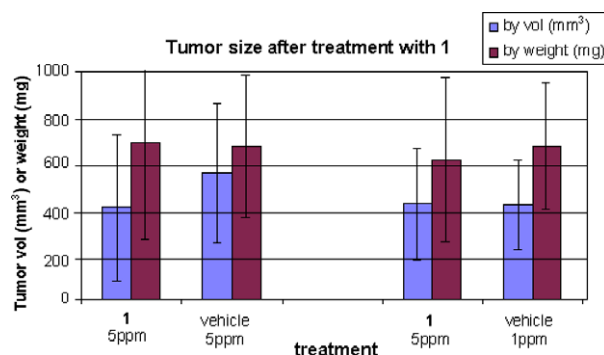 by vol (mm³)
by weight (mg)
Tumor size after treatment with 1
Tumor vol (mm³) or weight (mg)
1000
800
600
400
200
0
1
5ppm
vehicle
5ppm
1
5ppm
vehicle
1ppm
treatment